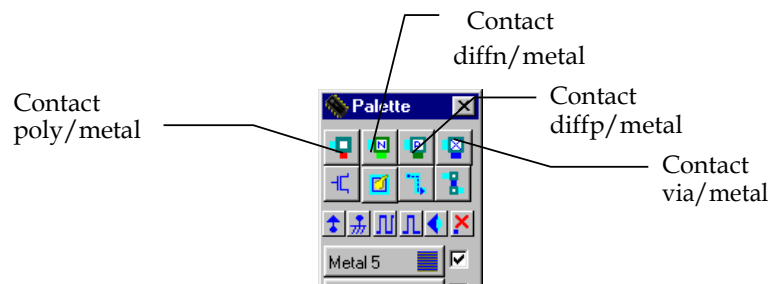 Contact
diffn/metal
Contact
poly/metal
Palette
Contact
diffp/metal
N
P
Contact
via/metal
Metal 5